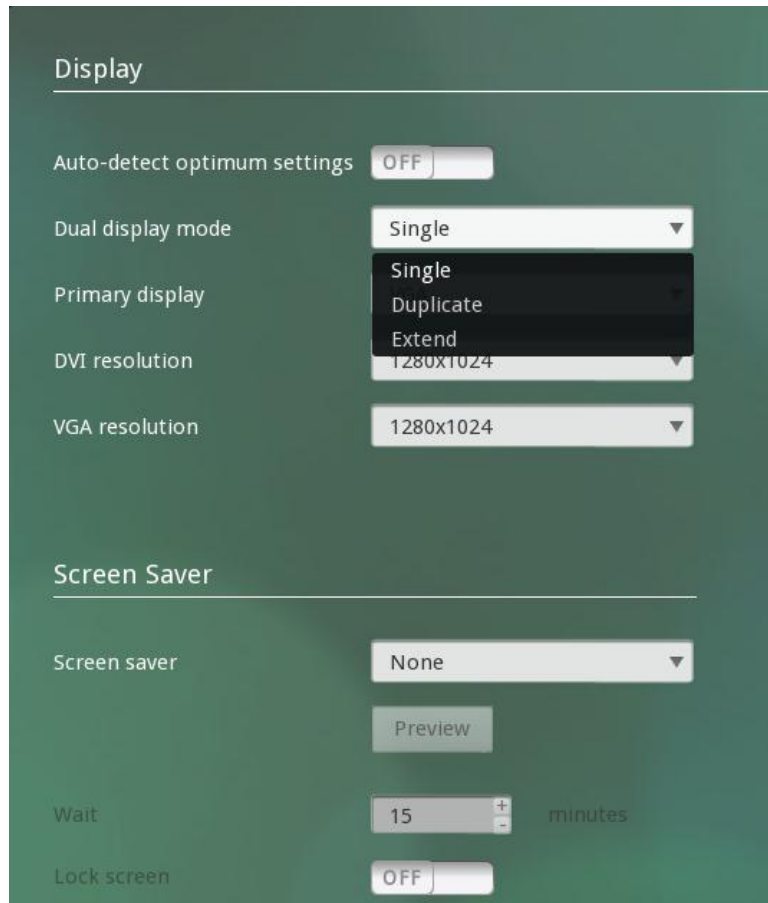 Display
Auto-detect optimum settings OFF
Dual display mode Single
Single
Primary display
Duplicate
Extend
DVI resolution 1280x1024
VGA resolution 1280x1024
Screen Saver
Screen saver None
Preview
Wait 15 + - minutes
Lock screen OFF